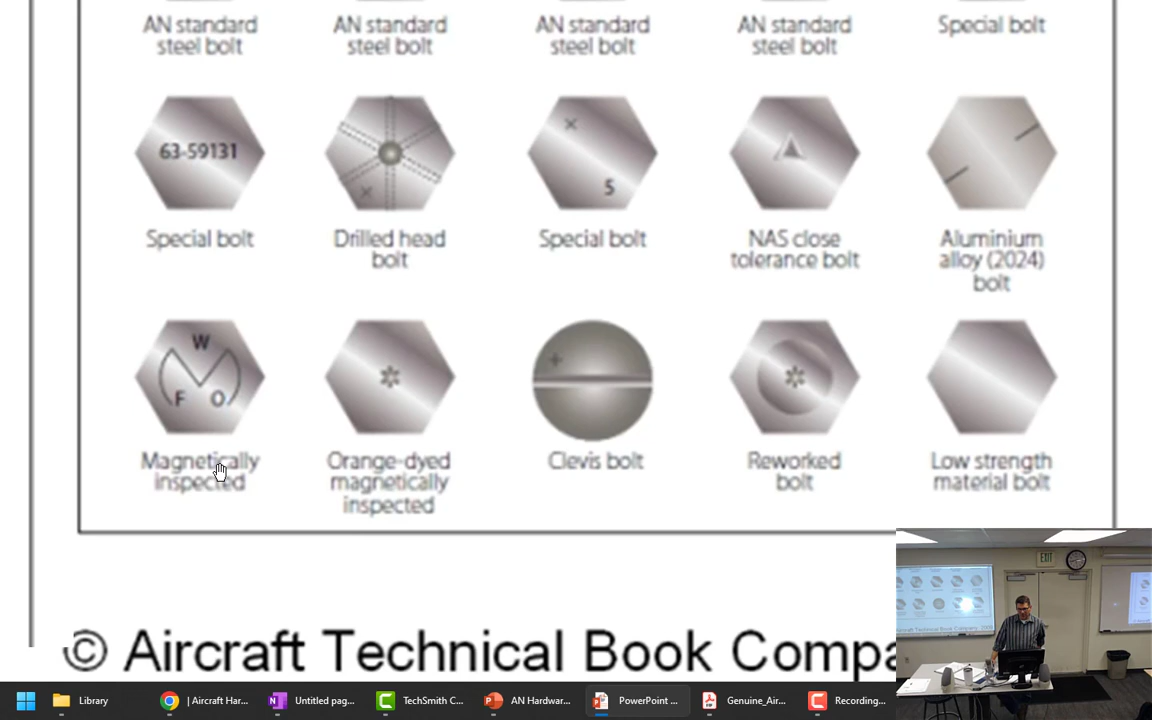 AN standard
steel bolt
AN standard
steel bolt
AN standard
steel bolt
AN standard
steel bolt
Special bolt
63-59131
×
×
5
Special bolt
Drilled head
bolt
Special bolt
NAS close
tolerance bolt
Aluminium
alloy (2024)
bolt
W
F O
*
+
*
Magnetically
inspected
Orange-dyed
magnetically
inspected
Clevis bolt
Reworked
bolt
Low strength
material bolt
EXIT
© Aircraft Technical Book Compa
Library
| Aircraft Har...
Untitled pag...
TechSmith C...
AN Hardwa...
PowerPoint ...
Genuine_Air...
Recording...